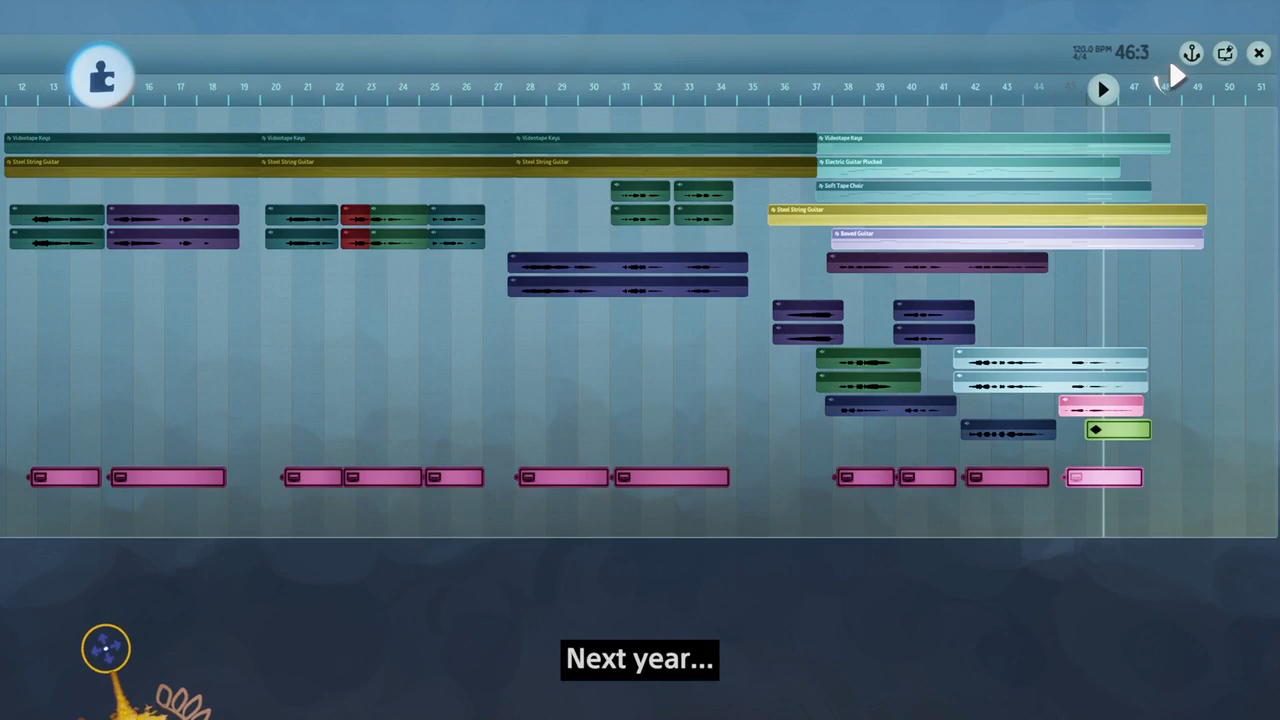 120.0 BPM 46:3
4/4
12 13 16 17 18 19 20 21 22 23 24 25 26 27 28 29 30 31 32 33 34 35 36 37 38 39 40 41 42 43 44 45 47 48 49 50 51
Videotape Keys Videotape Keys Videotape Keys Videotape Keys
Steel String Guitar Steel String Guitar Steel String Guitar Electric Guitar Plucked
Soft Tape Choir
Steel String Guitar
Bowed Guitar
Next year...